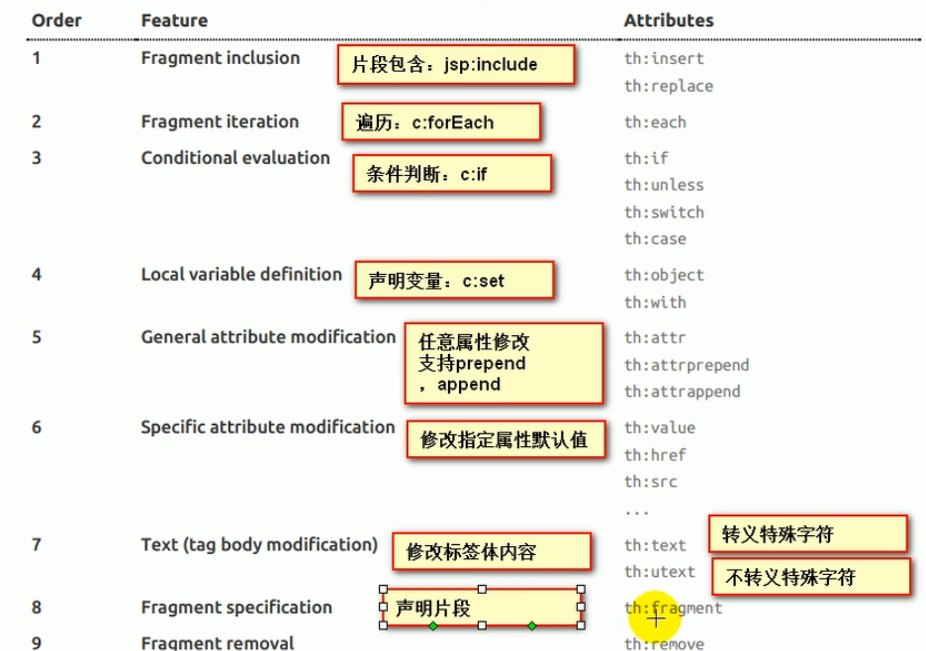 Order Feature Attributes
1 Fragment inclusion 片段包含：jsp:include th:insert
th:replace
2 Fragment iteration 遍历：c:forEach th:each
3 Conditional evaluation 条件判断：c:if th:if
th:unless
th:switch
th:case
4 Local variable definition 声明变量：c:set th:object
th:with
5 General attribute modification 任意属性修改 th:attr
支持prepend th:attrprepend
，append th:attrappend
6 Specific attribute modification 修改指定属性默认值 th:value
th:href
th:src
...
7 Text (tag body modification) 修改标签体内容 th:text 转义特殊字符
th:utext 不转义特殊字符
8 Fragment specification 声明片段 th:fragment
9 Fragment removal th:remove